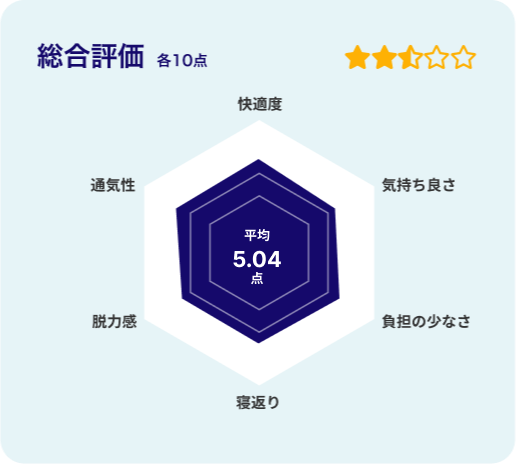 総合評価 各10点
快適度
通気性
気持ち良さ
平均
5.04
点
脱力感
負担の少なさ
寝返り